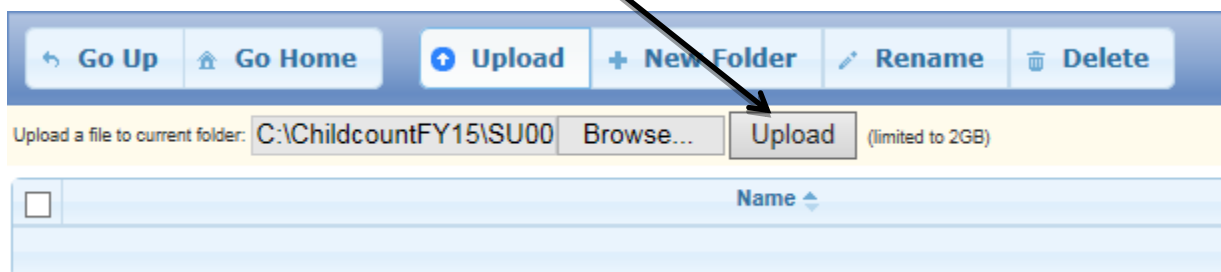 Go Up Go Home Upload New Folder Rename Delete
Upload a file to current folder: C:\ChildcountFY15\SU00 Browse... Upload (limited to 2GB)
Name